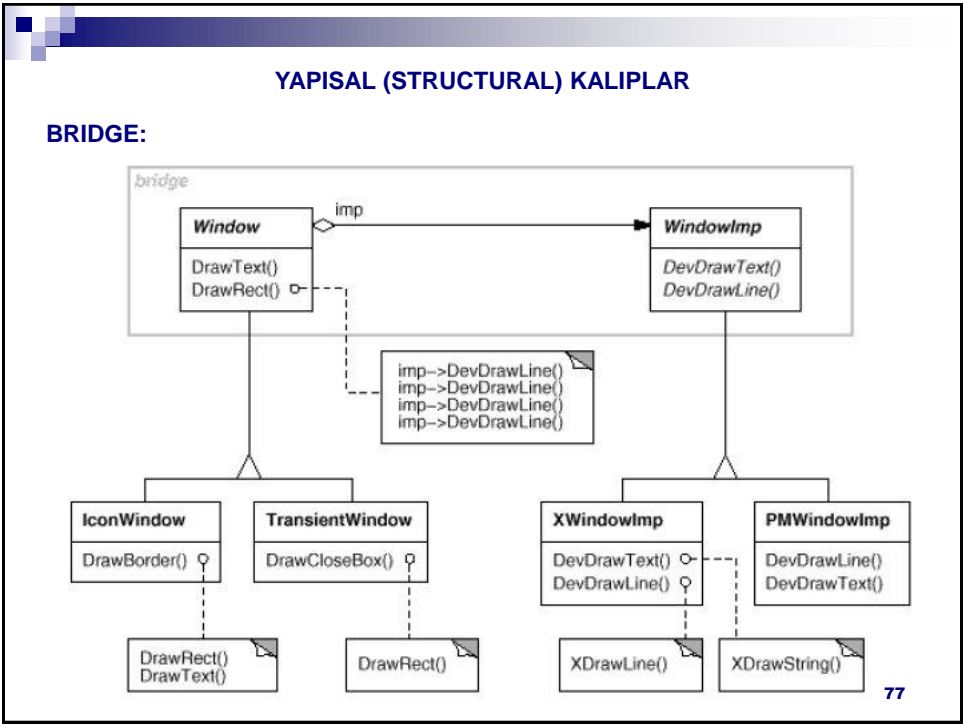 YAPISAL (STRUCTURAL) KALIPLAR
BRIDGE:
bridge
imp
Window
DrawText()
DrawRect()
WindowImp
DevDrawText()
DevDrawLine()
imp->DevDrawLine()
imp->DevDrawLine()
imp->DevDrawLine()
imp->DevDrawLine()
IconWindow
DrawBorder()
TransientWindow
DrawCloseBox()
XWindowImp
DevDrawText()
DevDrawLine()
PMWindowImp
DevDrawLine()
DevDrawText()
DrawRect()
DrawText()
DrawRect()
XDrawLine()
XDrawString()
77